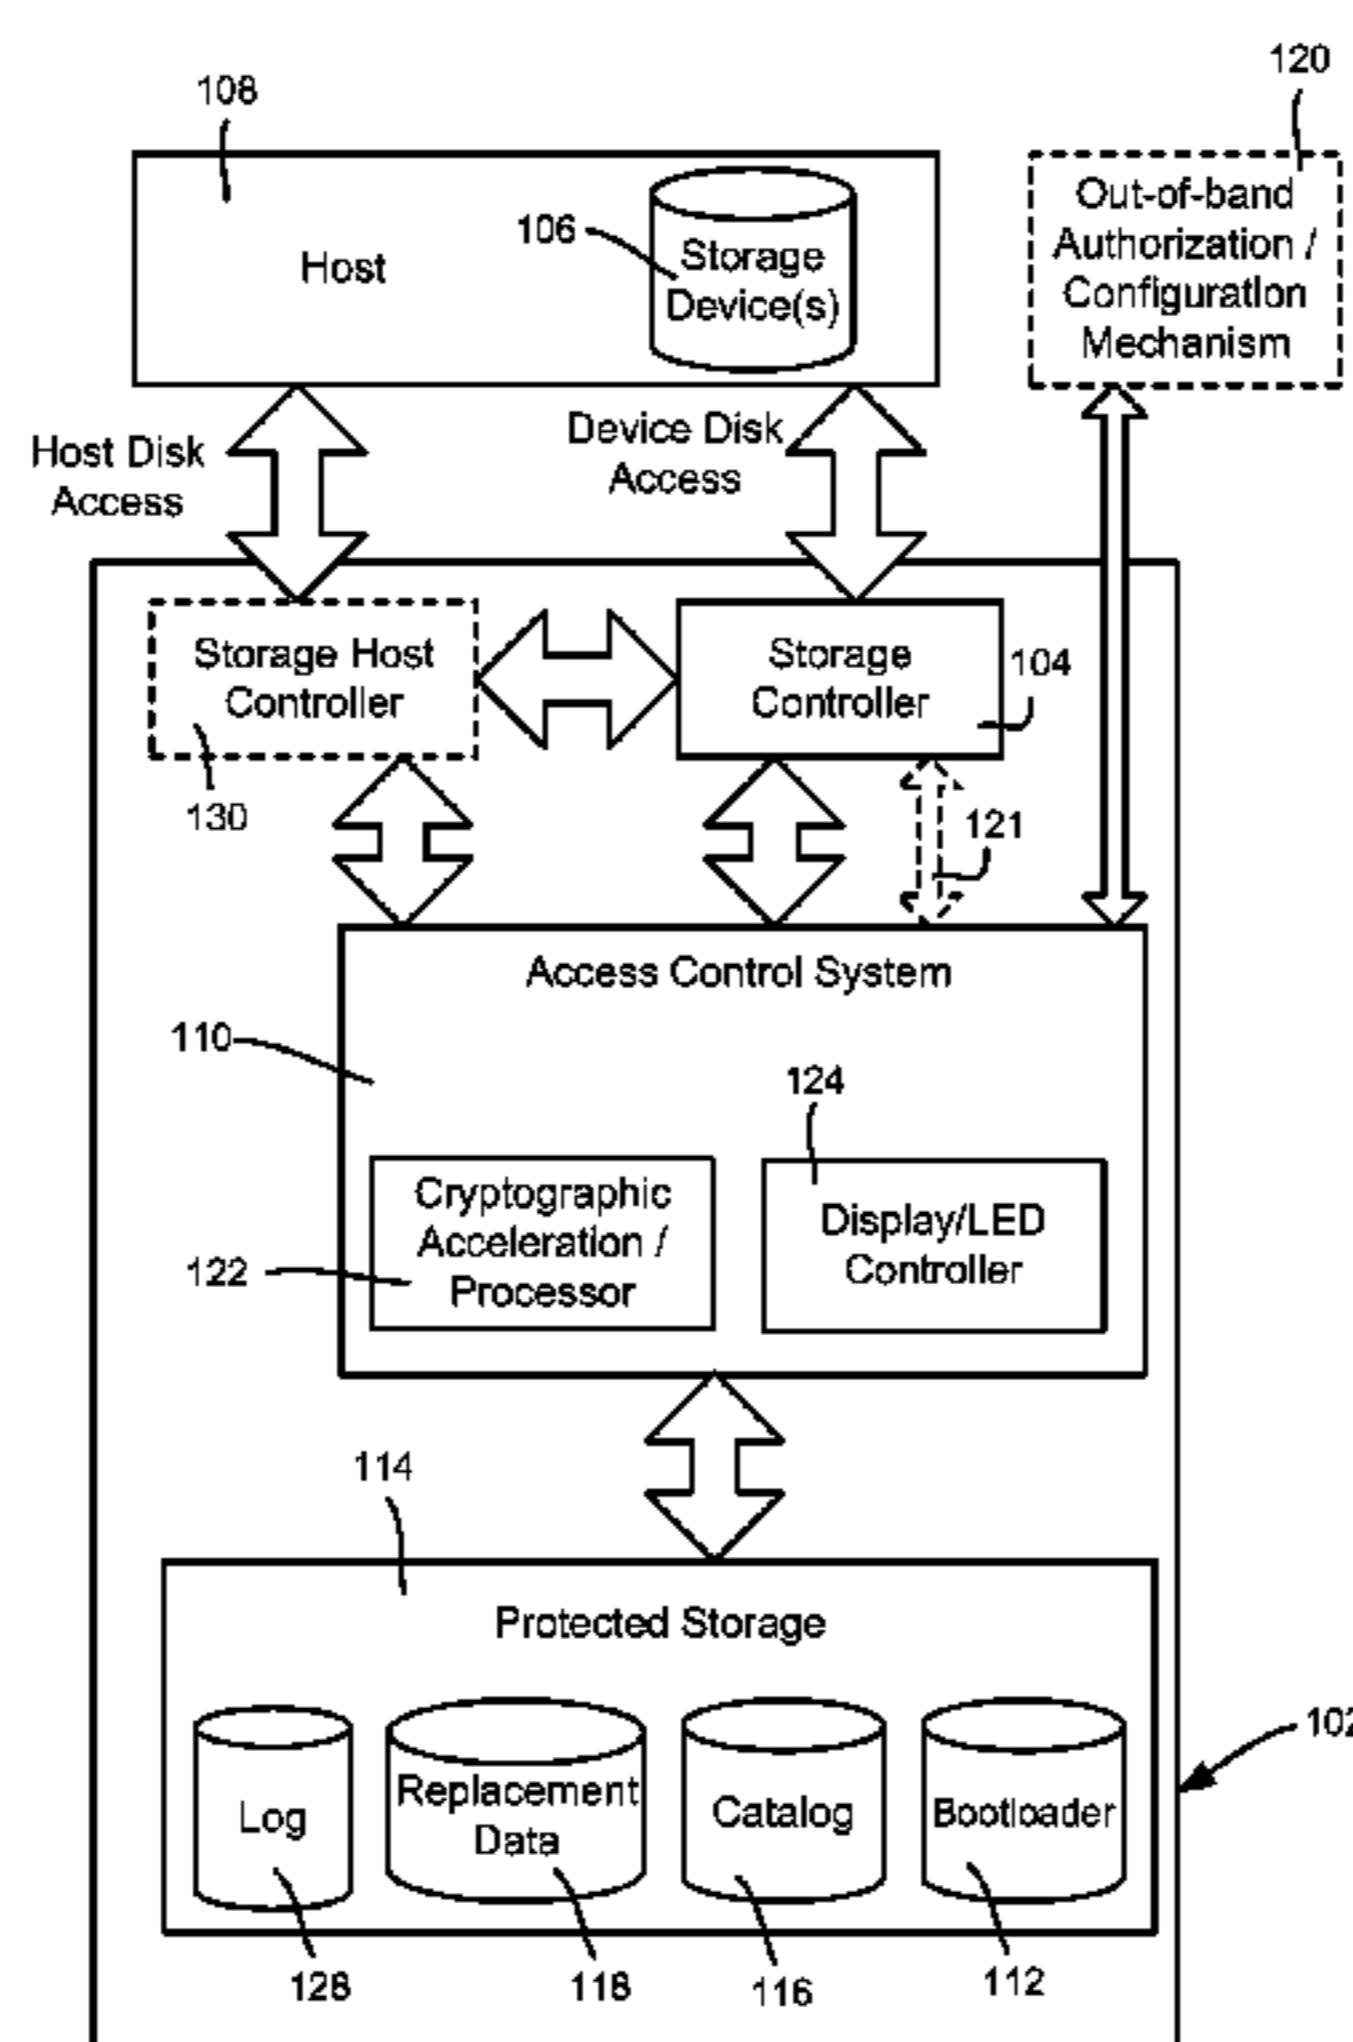 108
120
Host
106
Storage
Device(s)
Out-of-band
Authorization /
Configuration
Mechanism
Host Disk
Access
Device Disk
Access
Storage Host
Controller
130
Storage
Controller
104
121
Access Control System
110
124
Cryptographic
Acceleration /
Processor
122
Display/LED
Controller
114
Protected Storage
102
Log
Replacement
Data
Catalog
Bootloader
128
118
116
112